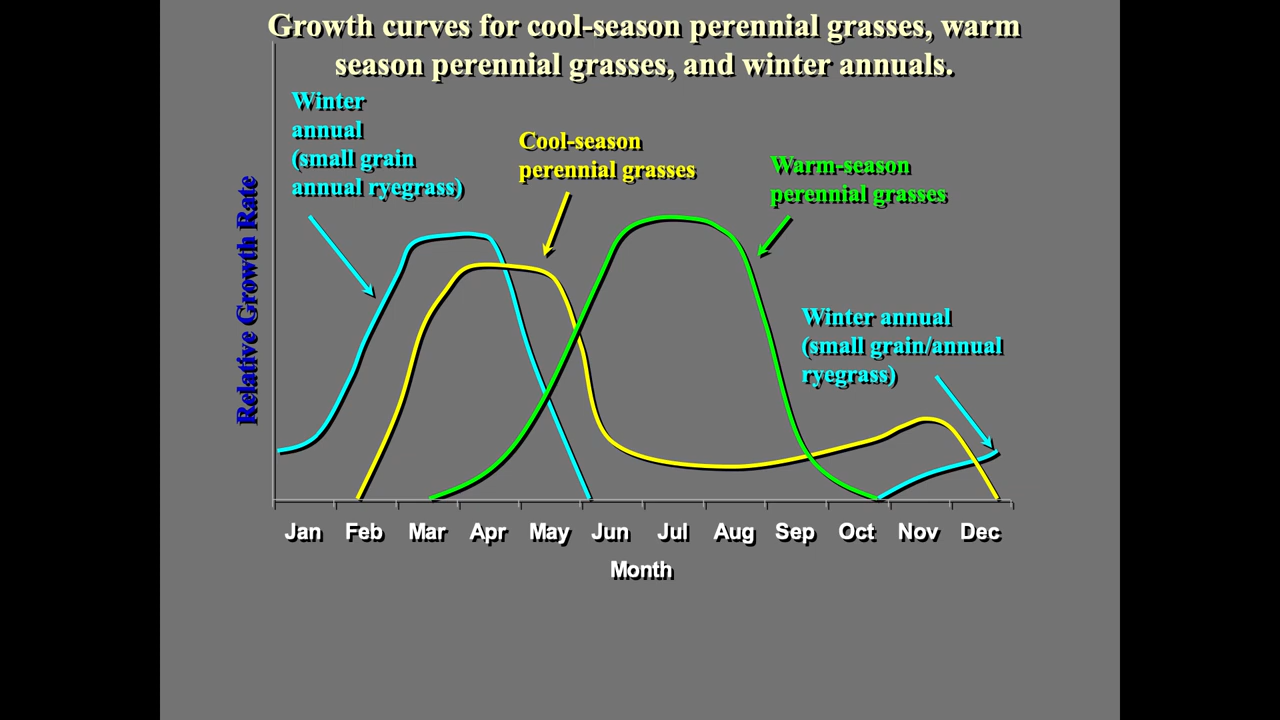 Growth curves for cool-season perennial grasses, warm
season perennial grasses, and winter annuals.
Winter
annual
(small grain
annual ryegrass)
Cool-season
perennial grasses
Warm-season
perennial grasses
Winter annual
(small grain/annual
ryegrass)
Relative Growth Rate
Jan Feb Mar Apr May Jun Jul Aug Sep Oct Nov Dec
Month